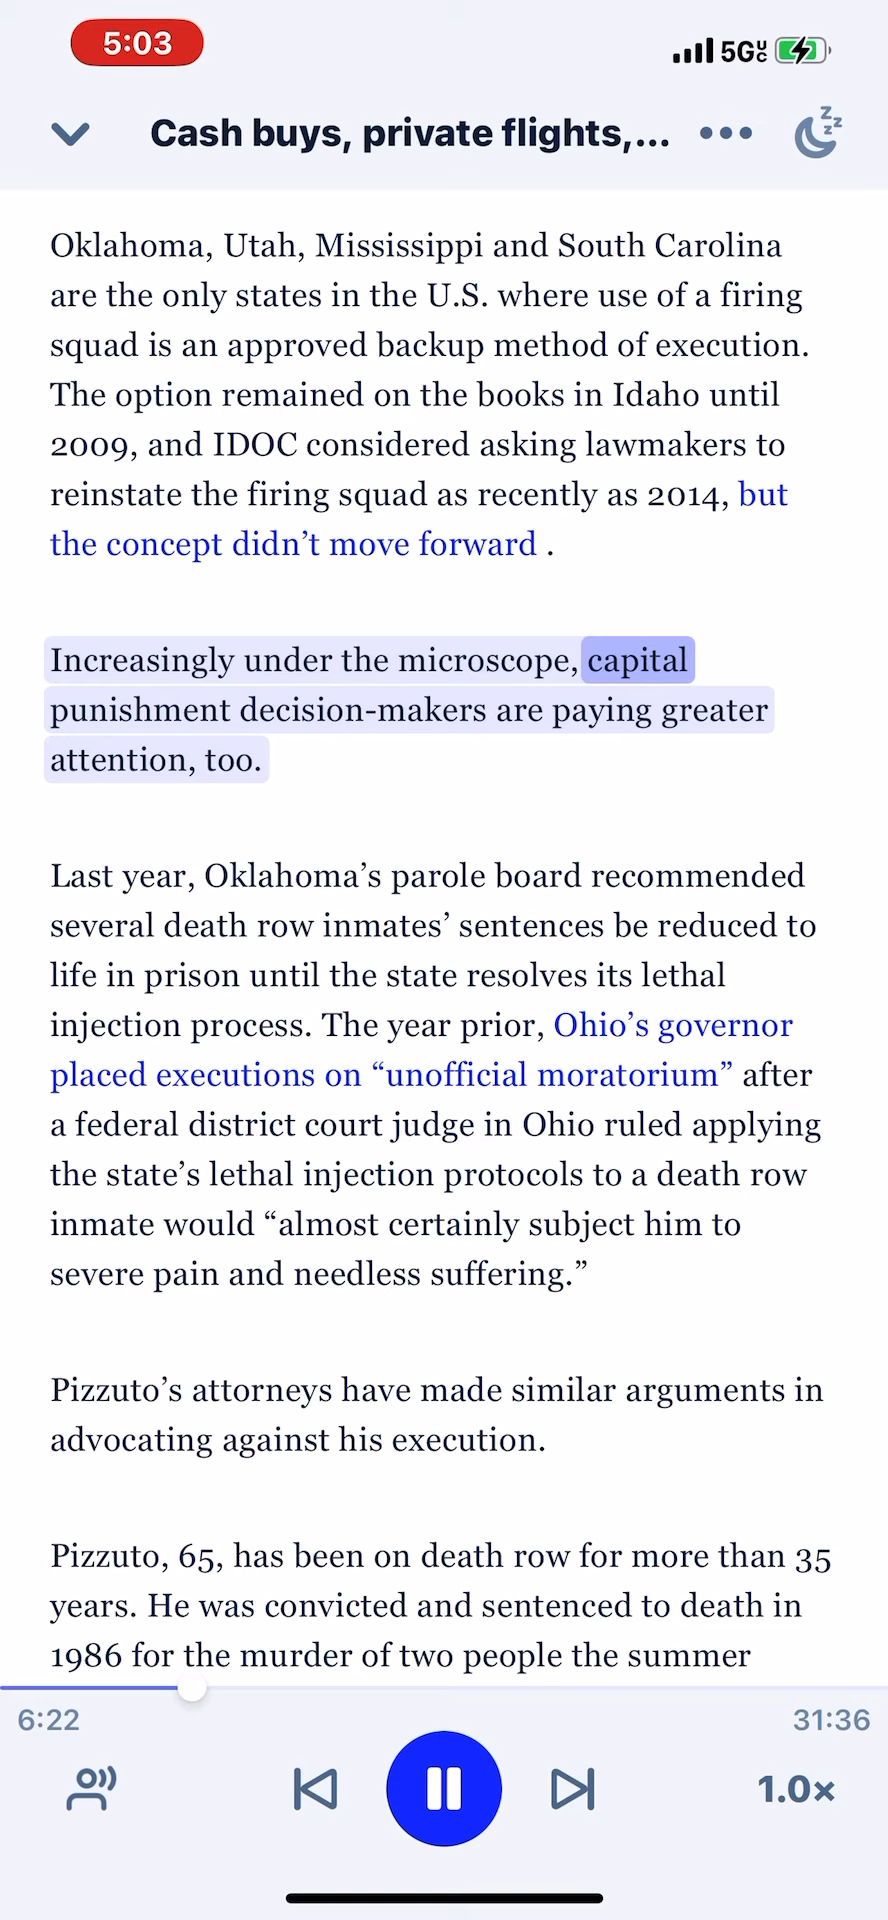 5:03
5GUC
Cash buys, private flights,...
Oklahoma, Utah, Mississippi and South Carolina
are the only states in the U.S. where use of a firing
squad is an approved backup method of execution.
The option remained on the books in Idaho until
2009, and IDOC considered asking lawmakers to
reinstate the firing squad as recently as 2014, but
the concept didn’t move forward .
Increasingly under the microscope, capital
punishment decision-makers are paying greater
attention, too.
Last year, Oklahoma’s parole board recommended
several death row inmates’ sentences be reduced to
life in prison until the state resolves its lethal
injection process. The year prior, Ohio’s governor
placed executions on “unofficial moratorium” after
a federal district court judge in Ohio ruled applying
the state’s lethal injection protocols to a death row
inmate would “almost certainly subject him to
severe pain and needless suffering.”
Pizzuto’s attorneys have made similar arguments in
advocating against his execution.
Pizzuto, 65, has been on death row for more than 35
years. He was convicted and sentenced to death in
1986 for the murder of two people the summer
6:22
31:36
1.0×